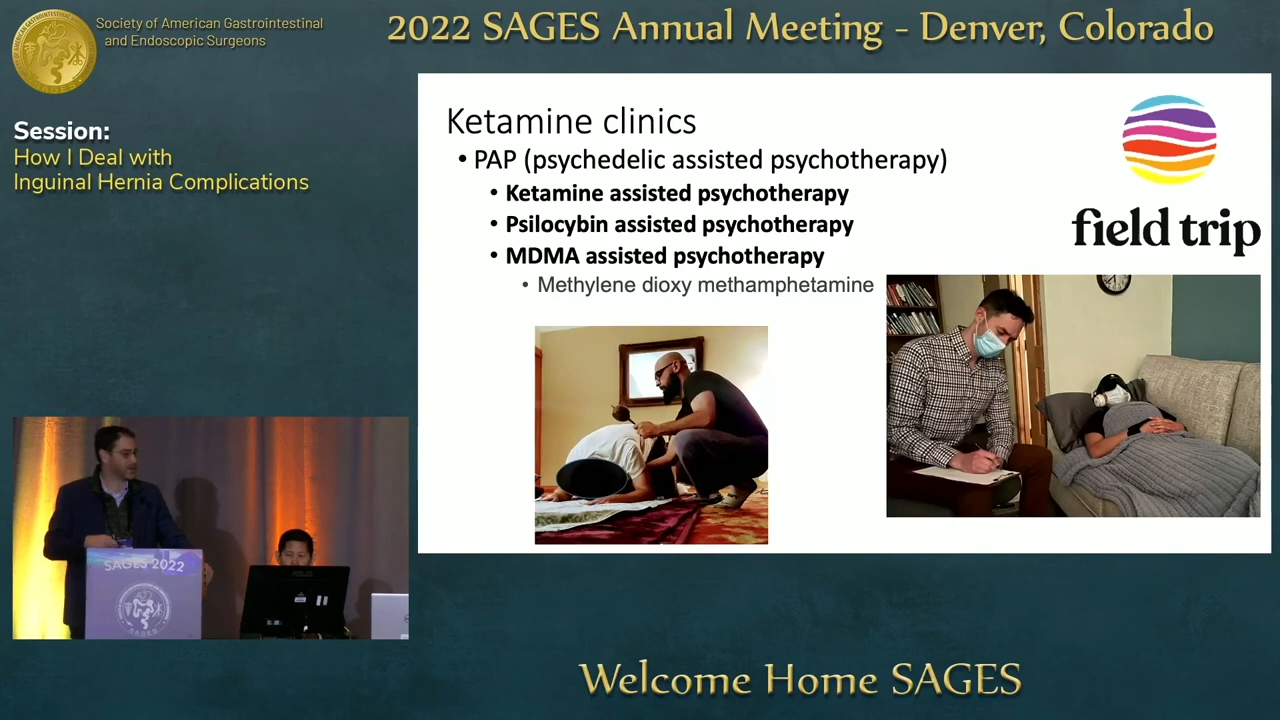 Society of American Gastrointestinal
and Endoscopic Surgeons
2022 SAGES Annual Meeting - Denver, Colorado
Session:
How I Deal with
Inguinal Hernia Complications
Ketamine clinics
• PAP (psychedelic assisted psychotherapy)
• Ketamine assisted psychotherapy
• Psilocybin assisted psychotherapy
• MDMA assisted psychotherapy
• Methylene dioxy methamphetamine
field trip
SAGES 2022
SAGES
ASUS
Welcome Home SAGES